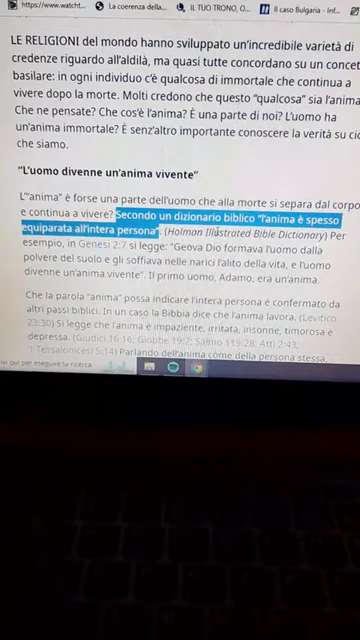 https://www.watcht...
La coerenza della...
IL TUO TRONO, O...
Il caso Bulgaria - Inf...
LE RELIGIONI del mondo hanno sviluppato un'incredibile varietà di
credenze riguardo all'aldilà, ma quasi tutte concordano su un concet
basilare: in ogni individuo c'è qualcosa di immortale che continua a
vivere dopo la morte. Molti credono che questo "qualcosa" sia l'anima
Che ne pensate? Che cos'è l'anima? È una parte di noi? L'uomo ha
un'anima immortale? È senz'altro importante conoscere la verità su ciò
che siamo.
"L'uomo divenne un'anima vivente"
L'"anima" è forse una parte dell'uomo che alla morte si separa dal corpo
e continua a vivere? Secondo un dizionario biblico "l'anima è spesso
equiparata all'intera persona". (Holman Illustrated Bible Dictionary) Per
esempio, in Genesi 2:7 si legge: "Geova Dio formava l'uomo dalla
polvere del suolo e gli soffiava nelle narici l'alito della vita, e l'uomo
divenne un'anima vivente". Il primo uomo, Adamo, era un'anima.
Che la parola "anima" possa indicare l'intera persona è confermato da
altri passi biblici. In un caso la Bibbia dice che l'anima lavora. (Levitico
23:30) Si legge che l'anima è impaziente, irritata, insonne, timorosa e
depressa. (Giudici 16:16; Giobbe 19:2; Salmo 119:28; Atti 2:43;
1 Tessalonicesi 5:14) Parlando dell'anima come della persona stessa,
qui per eseguire la ricerca